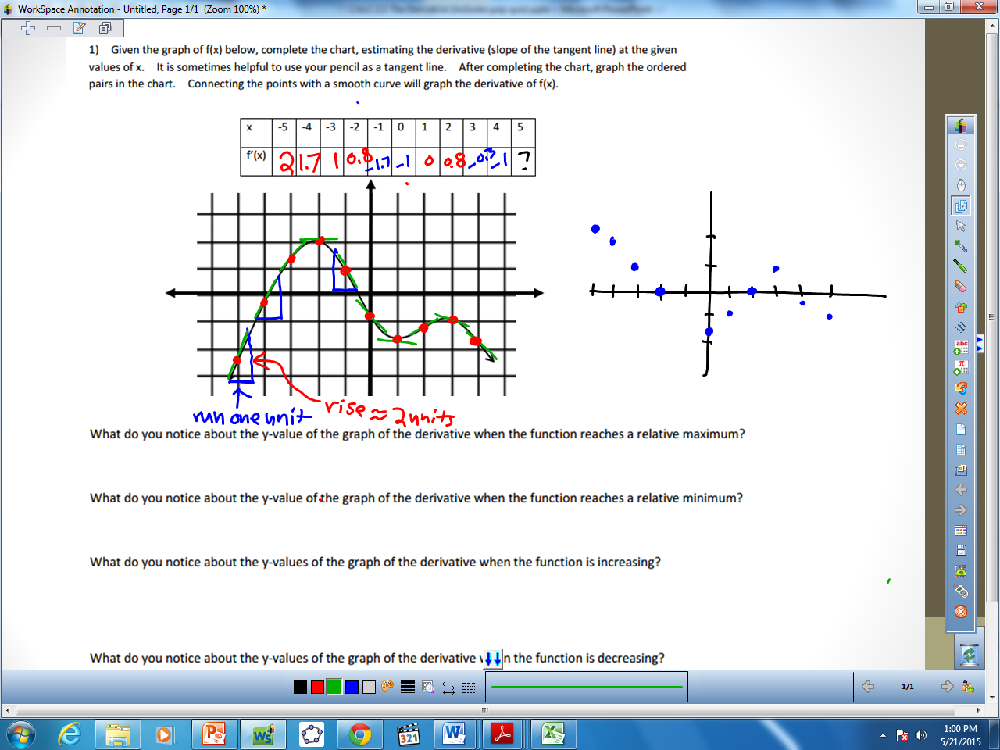 WorkSpace Annotation - Untitled, Page 1/1 (Zoom 100%) *
1) Given the graph of f(x) below, complete the chart, estimating the derivative (slope of the tangent line) at the given
values of x. It is sometimes helpful to use your pencil as a tangent line. After completing the chart, graph the ordered
pairs in the chart. Connecting the points with a smooth curve will graph the derivative of f(x).
x -5 -4 -3 -2 -1 0 1 2 3 4 5
f'(x) 2 1.7 1 0.8 -1.7 -1 0 0.8 -1 ?
run one unit
rise ≈ 2 units
What do you notice about the y-value of the graph of the derivative when the function reaches a relative maximum?
What do you notice about the y-value of the graph of the derivative when the function reaches a relative minimum?
What do you notice about the y-values of the graph of the derivative when the function is increasing?
What do you notice about the y-values of the graph of the derivative n the function is decreasing?
abc
π
1/1
321
1:00 PM
5/21/2015